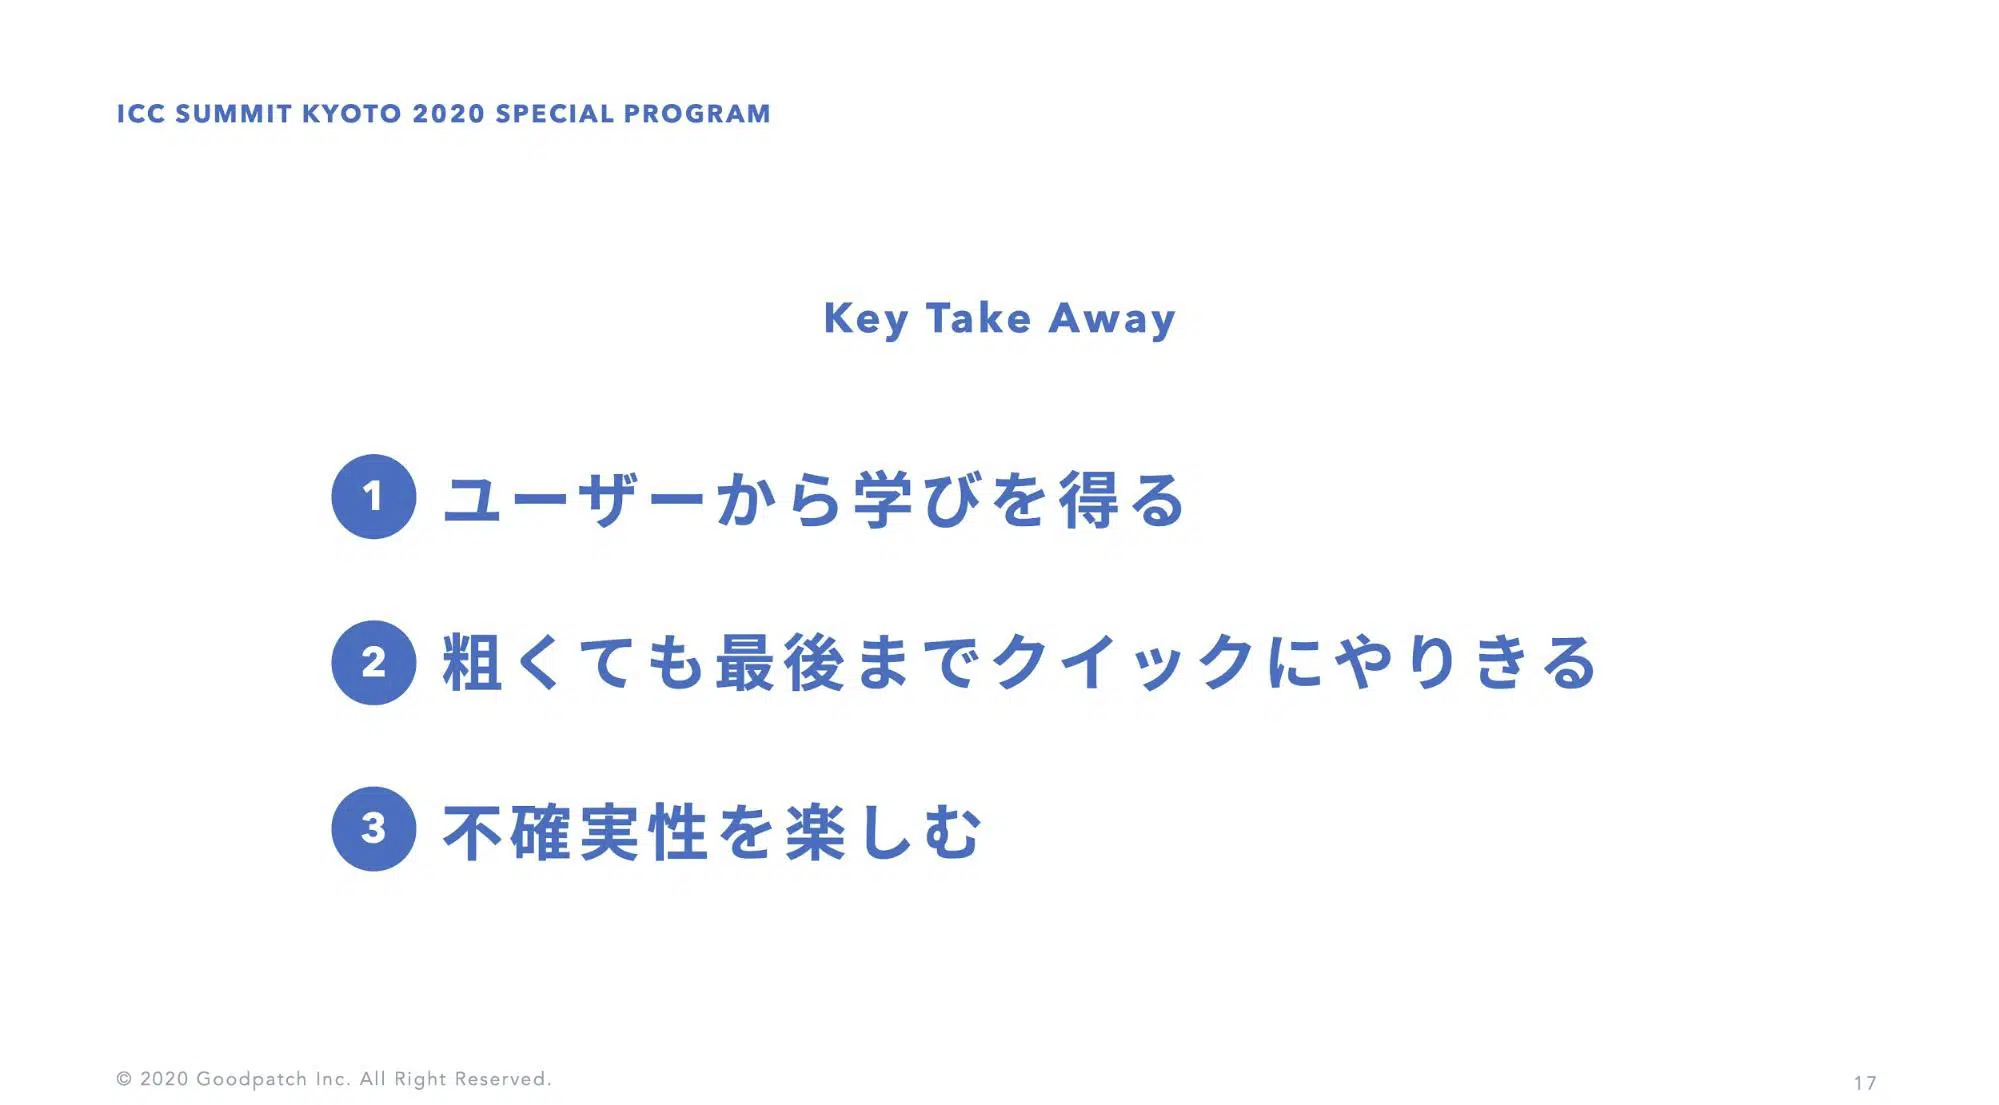 ICC SUMMIT KYOTO 2020 SPECIAL PROGRAM
Key Take Away
1 ユーザーから学びを得る
2 粗くても最後までクイックにやりきる
3 不確実性を楽しむ
© 2020 Goodpatch Inc. All Right Reserved.
17